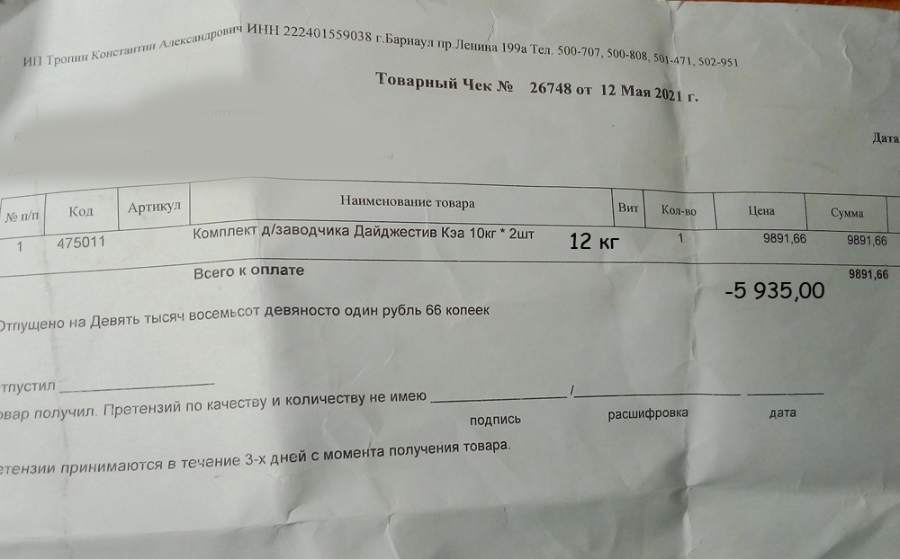 ИП Тропин Константин Александрович ИНН 222401559038 г.Барнаул пр.Ленина 199а Тел. 500-707, 500-808, 501-471, 502-951
Товарный Чек № 26748 от 12 Мая 2021 г.
Дата
№ п/п Код Артикул Наименование товара Вит Кол-во Цена Сумма
1 475011 Комплект д/заводчика Дайджестив Кэа 10кг * 2шт 12 кг 1 9891,66 9891,66
Всего к оплате 9891,66
-5 935,00
Отпущено на Девять тысяч восемьсот девяносто один рубль 66 копеек
тпустил
овар получил. Претензий по качеству и количеству не имею /
подпись расшифровка дата
етензии принимаются в течение 3-х дней с момента получения товара.